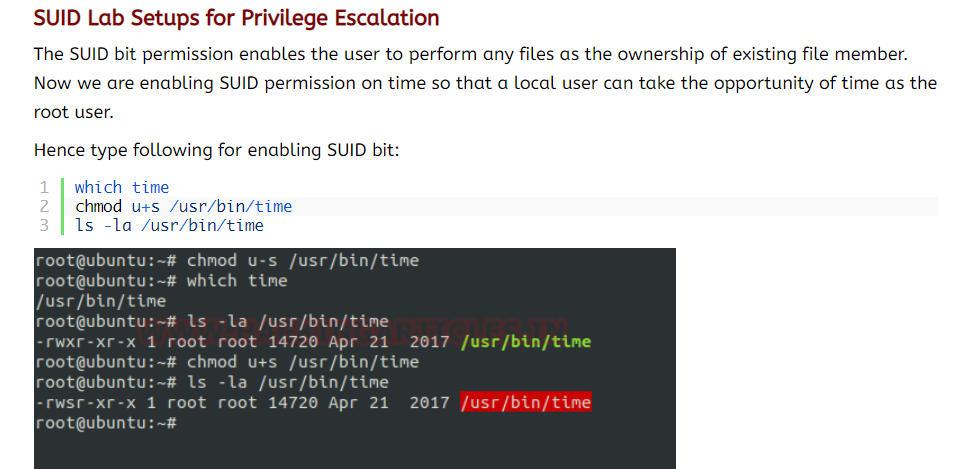 SUID Lab Setups for Privilege Escalation
The SUID bit permission enables the user to perform any files as the ownership of existing file member.
Now we are enabling SUID permission on time so that a local user can take the opportunity of time as the
root user.
Hence type following for enabling SUID bit:
1 which time
2 chmod u+s /usr/bin/time
3 ls -la /usr/bin/time
root@ubuntu:~# chmod u-s /usr/bin/time
root@ubuntu:~# which time
/usr/bin/time
root@ubuntu:~# ls -la /usr/bin/time
-rwxr-xr-x 1 root root 14720 Apr 21  2017 /usr/bin/time
root@ubuntu:~# chmod u+s /usr/bin/time
root@ubuntu:~# ls -la /usr/bin/time
-rwsr-xr-x 1 root root 14720 Apr 21  2017 /usr/bin/time
root@ubuntu:~#